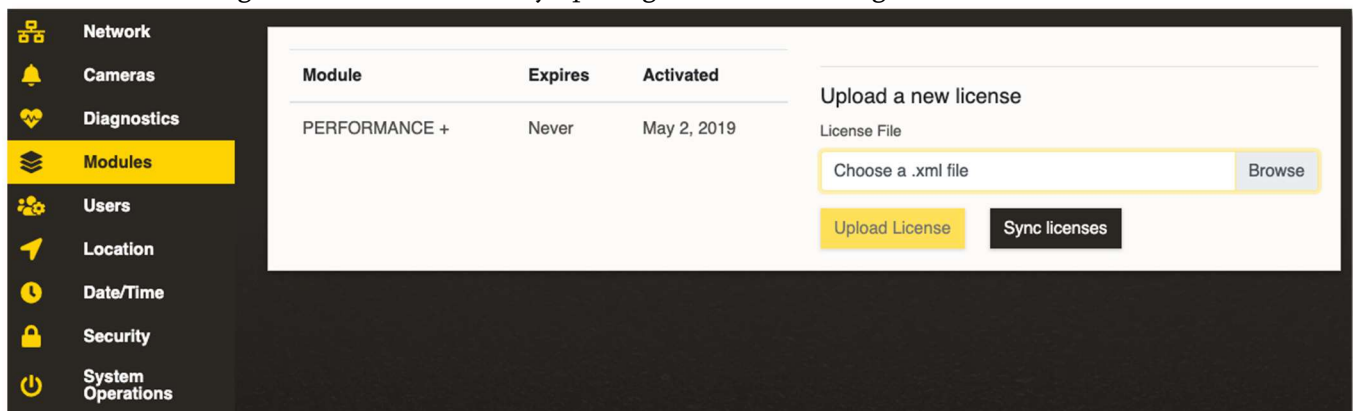 Network
Cameras
Diagnostics
Modules
Users
Location
Date/Time
Security
System
Operations
Module Expires Activated
PERFORMANCE + Never May 2, 2019
Upload a new license
License File
Choose a .xml file Browse
Upload License Sync licenses